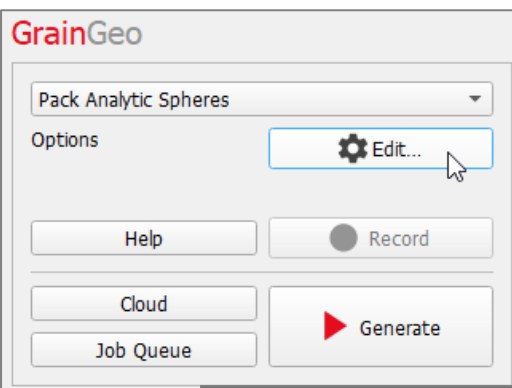 GrainGeo
Pack Analytic Spheres
Options
Edit...
Help
Record
Cloud
Generate
Job Queue